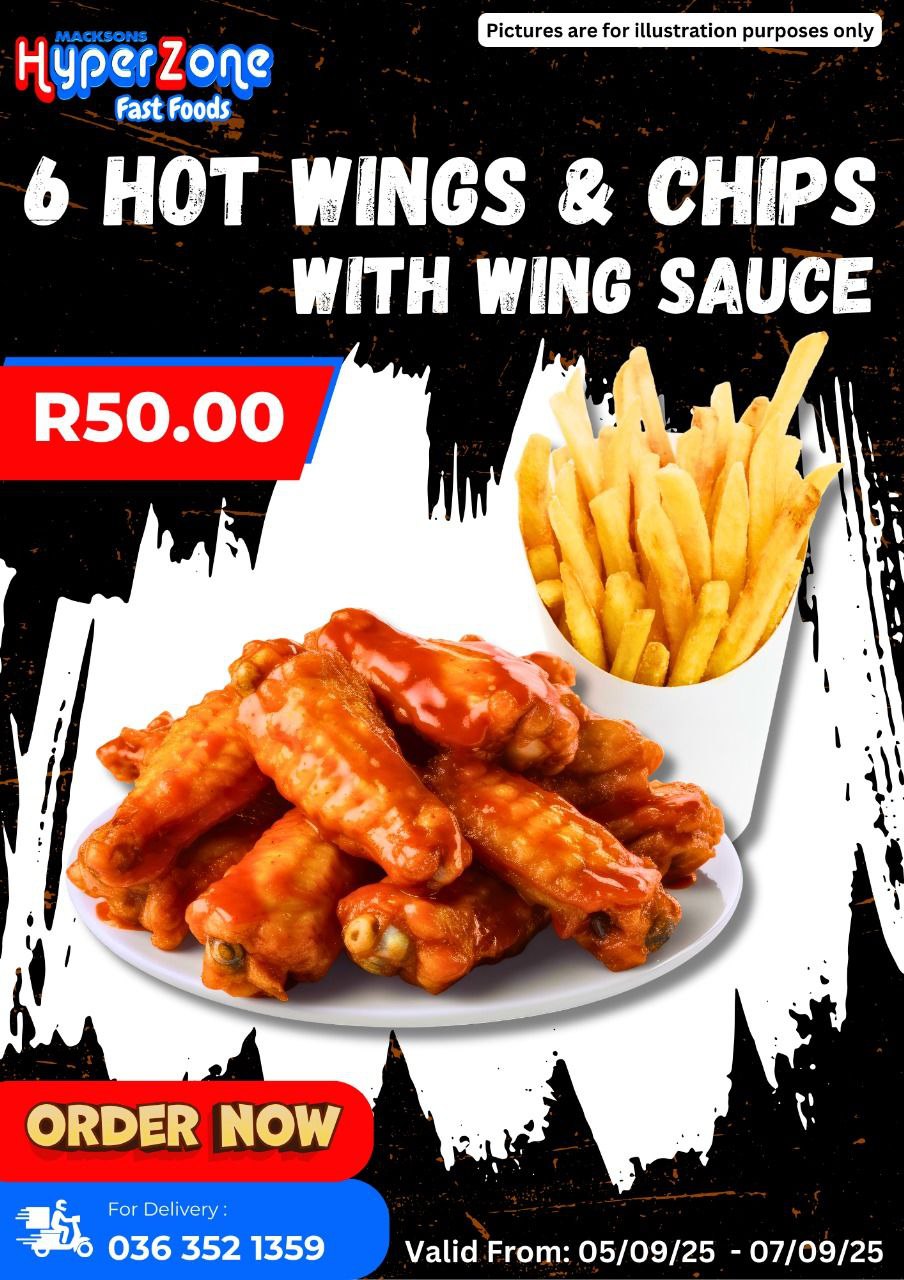 MACKSONS
HyperZone
Fast Foods
Pictures are for illustration purposes only
6 HOT WINGS & CHIPS
WITH WING SAUCE
R50.00
ORDER NOW
For Delivery :
036 352 1359
Valid From: 05/09/25 - 07/09/25